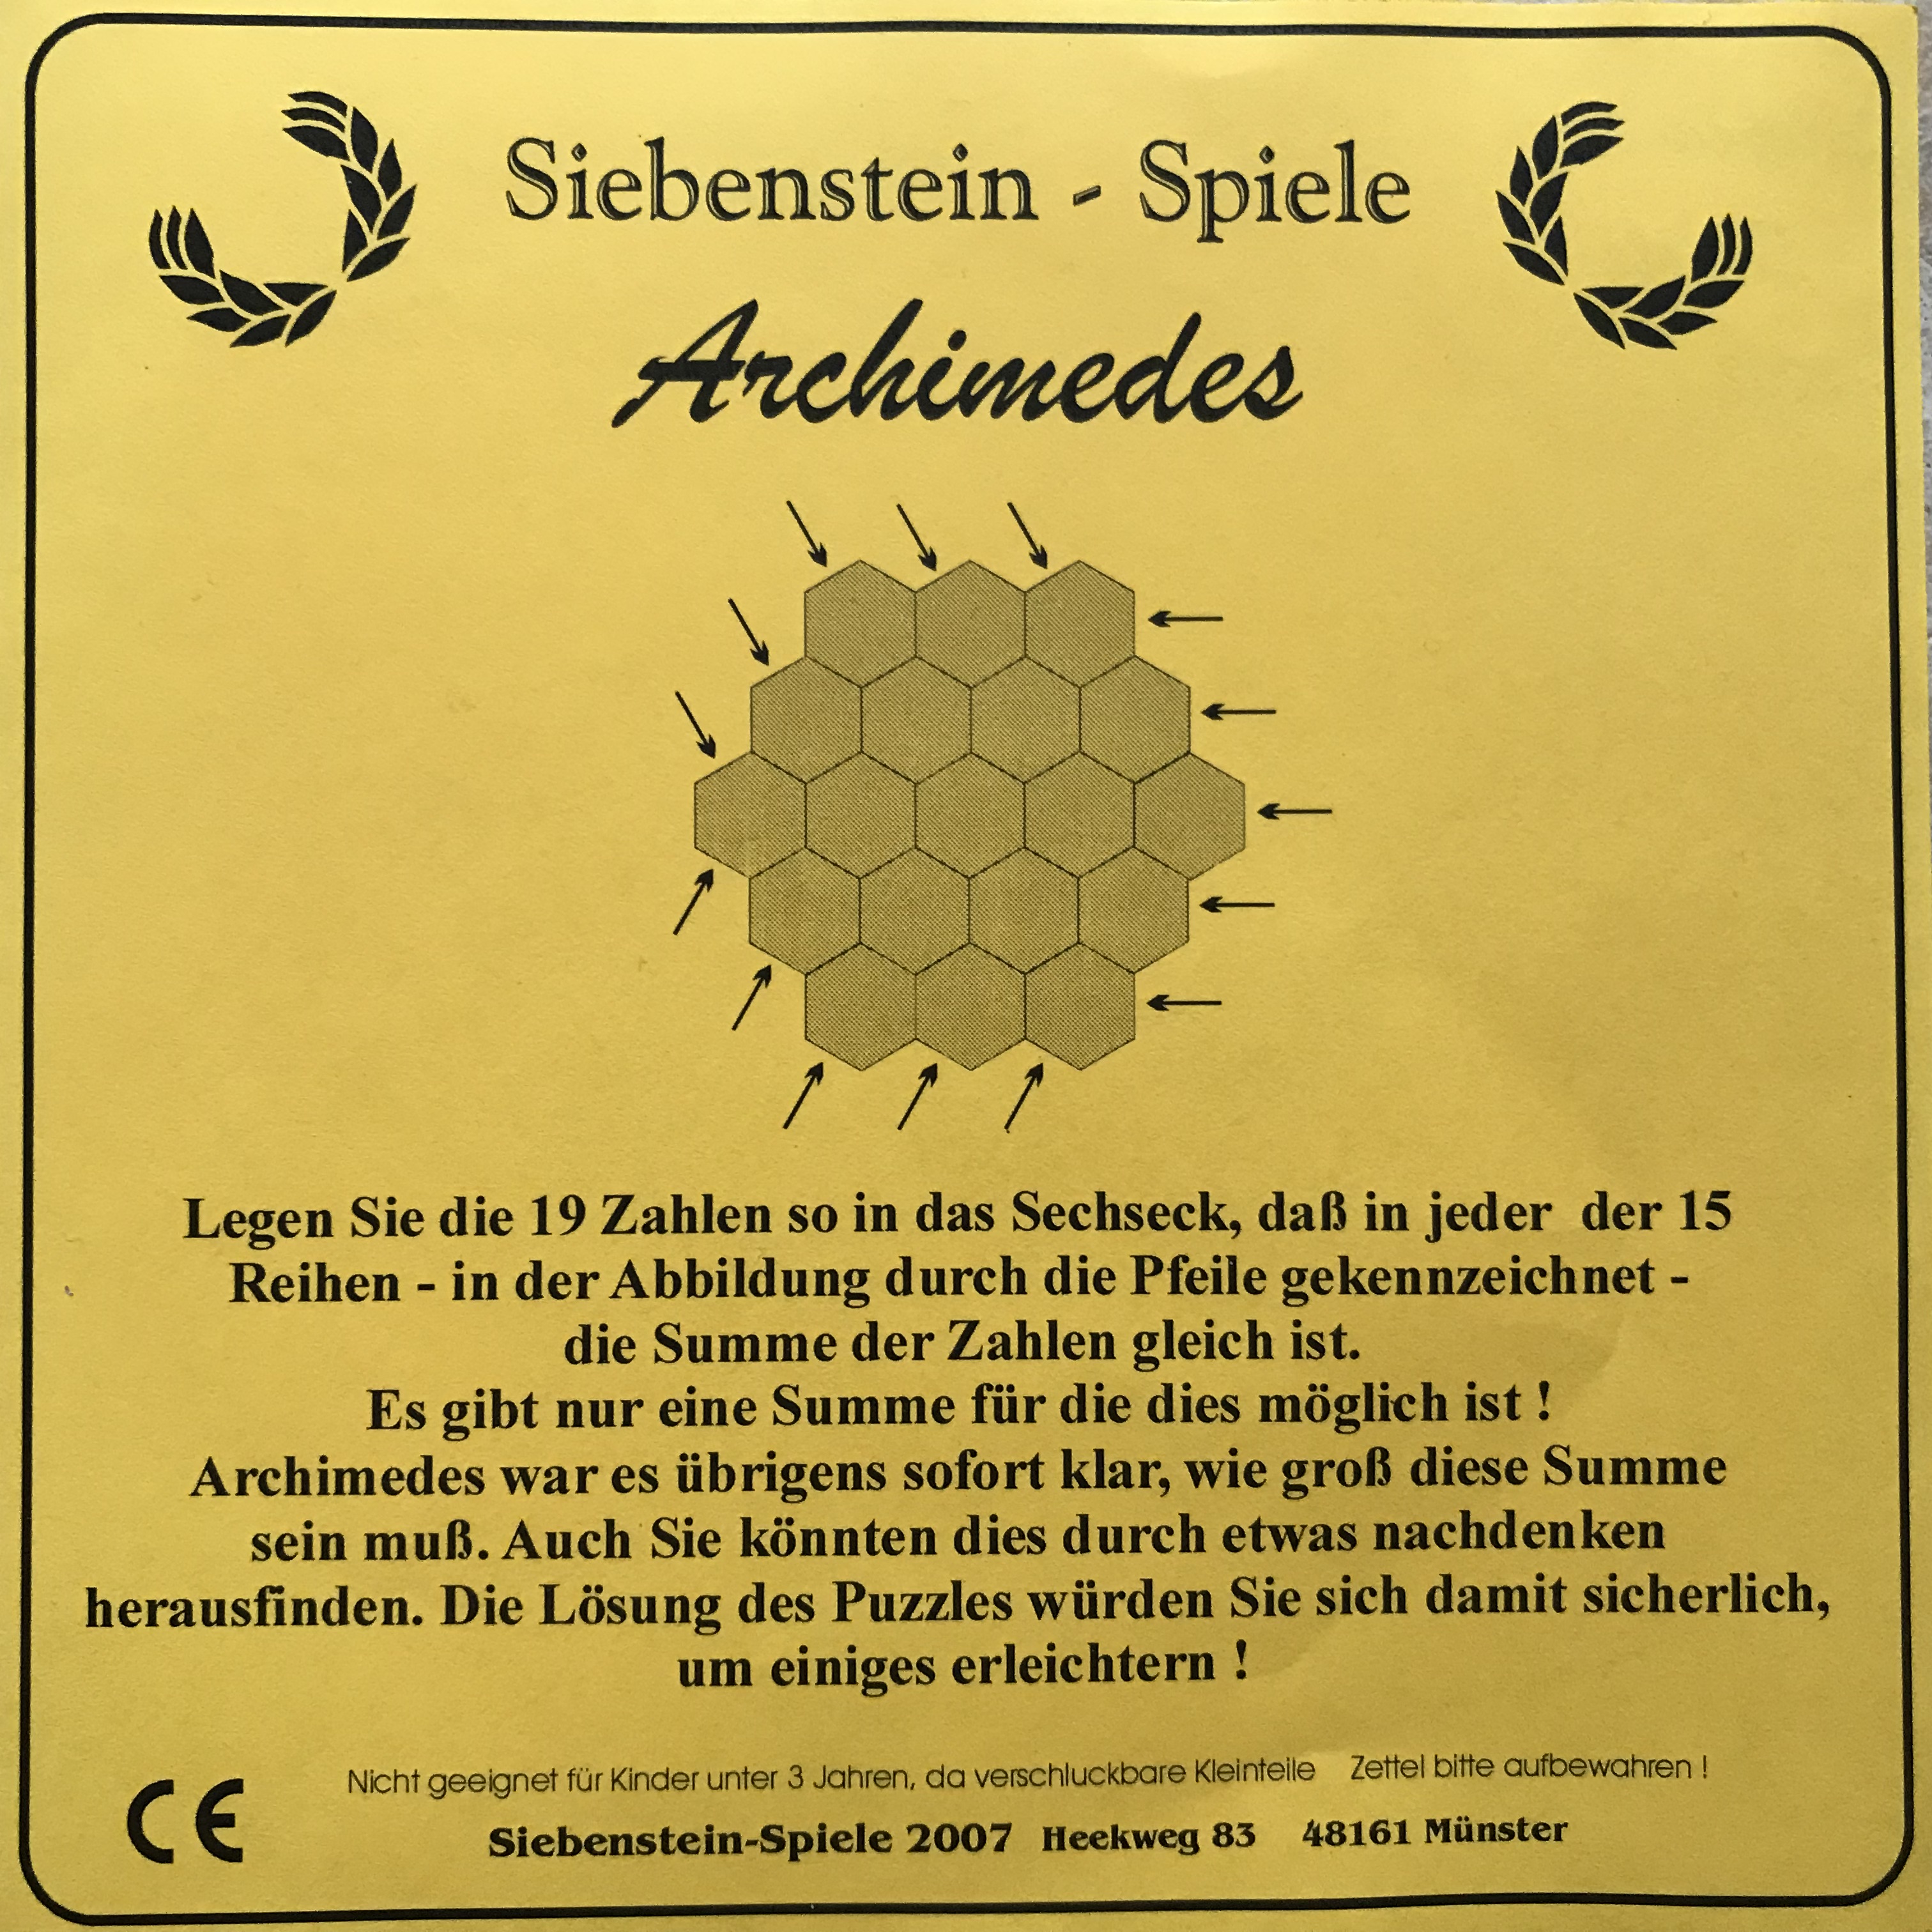 Siebenstein - Spiele
Archimedes
Legen Sie die 19 Zahlen so in das Sechseck, daß in jeder der 15
Reihen - in der Abbildung durch die Pfeile gekennzeichnet -
die Summe der Zahlen gleich ist.
Es gibt nur eine Summe für die dies möglich ist !
Archimedes war es übrigens sofort klar, wie groß diese Summe
sein muß. Auch Sie könnten dies durch etwas nachdenken
herausfinden. Die Lösung des Puzzles würden Sie sich damit sicherlich,
um einiges erleichtern !
Nicht geeignet für Kinder unter 3 Jahren, da verschluckbare Kleinteile Zettel bitte aufbewahren !
CE Siebenstein-Spiele 2007 Heekweg 83 48161 Münster